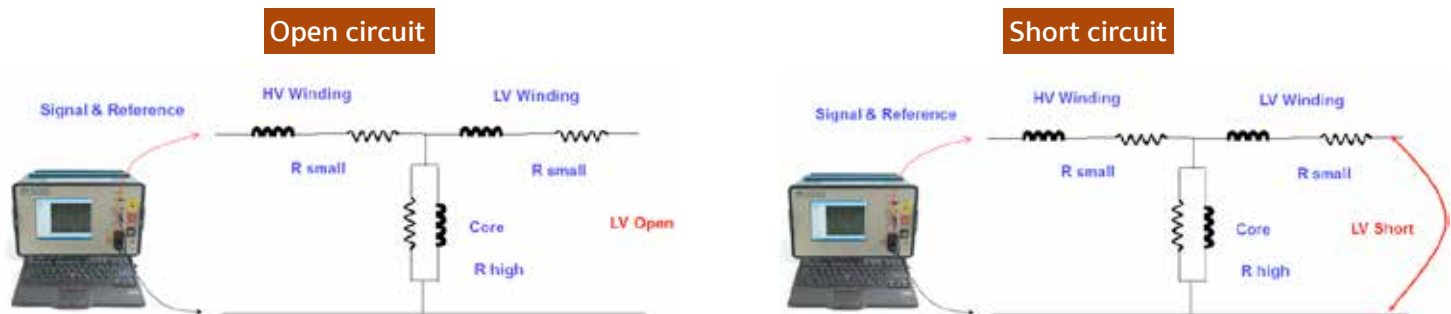 Open circuit
HV Winding
LV Winding
Signal & Reference
R small
R small
Core
LV Open
R high
Short circuit
HV Winding
LV Winding
Signal & Reference
R small
R small
Core
LV Short
R high